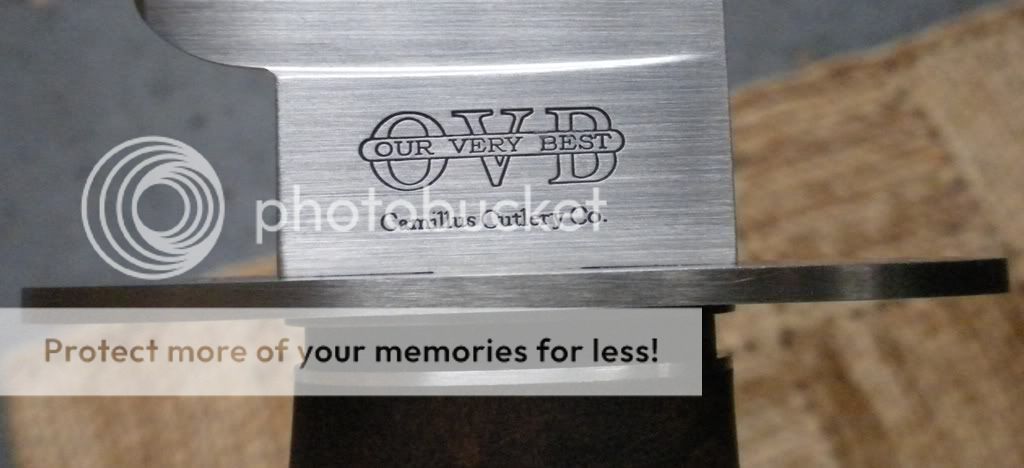 OVB
OUR VERY BEST
photobucket
Camillus Cutlery Co.
Protect more of your memories for less!